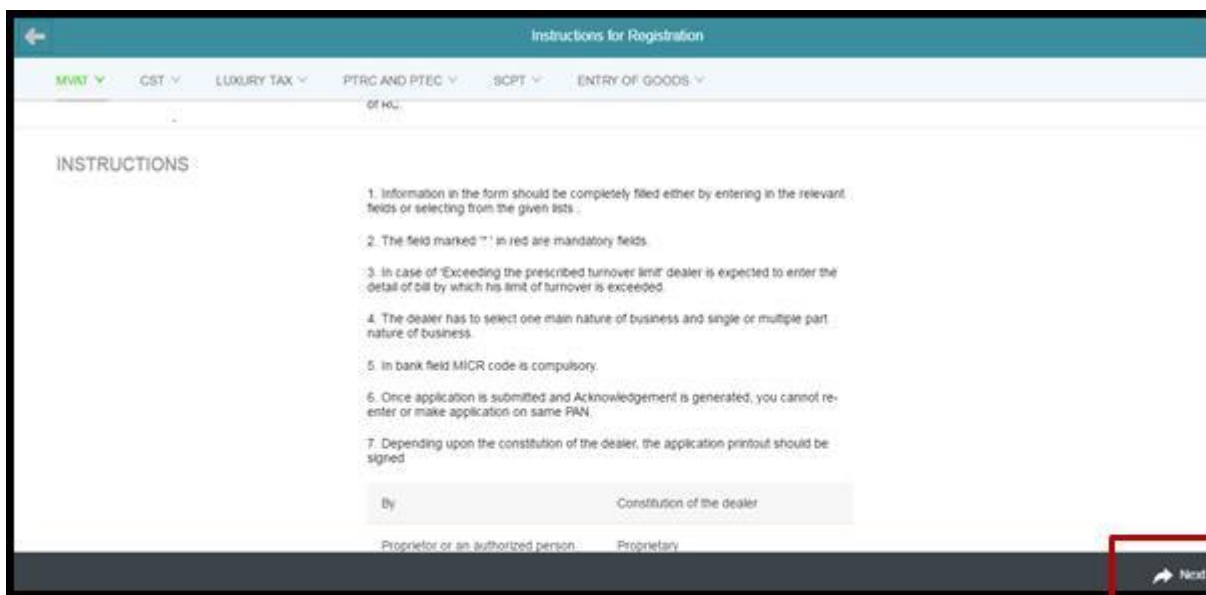 Instructions for Registration
MVAT CST LUXURY TAX PTRC AND PTEC SCPT ENTRY OF GOODS
of RC.
INSTRUCTIONS
1. Information in the form should be completely filled either by entering in the relevant
fields or selecting from the given lists .
2. The field marked '* ' in red are mandatory fields.
3. In case of 'Exceeding the prescribed turnover limit' dealer is expected to enter the
detail of bill by which his limit of turnover is exceeded.
4. The dealer has to select one main nature of business and single or multiple part
nature of business.
5. In bank field MICR code is compulsory.
6. Once application is submitted and Acknowledgement is generated, you cannot re-
enter or make application on same PAN.
7. Depending upon the constitution of the dealer, the application printout should be
signed
By Constitution of the dealer
Proprietor or an authorized person Proprietary
Next